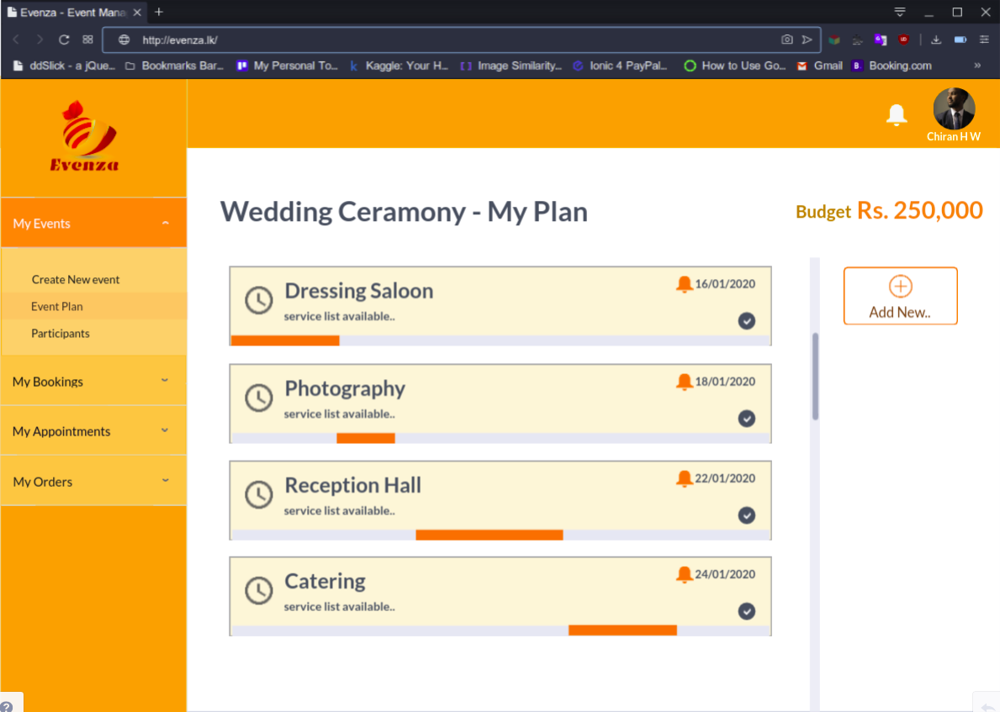 Evenza - Event Mana
http://evenza.lk/
ddSlick - a jQue... Bookmarks Bar... My Personal To... Kaggle: Your H... Image Similarity... Ionic 4 PayPal... How to Use Go... Gmail Booking.com »
Evenza
Chiran H W
My Events
Create New event
Event Plan
Participants
My Bookings
My Appointments
My Orders
Wedding Ceramony - My Plan
Budget Rs. 250,000
Dressing Saloon
16/01/2020
service list available..
Photography
18/01/2020
service list available..
Reception Hall
22/01/2020
service list available..
Catering
24/01/2020
service list available..
Add New..